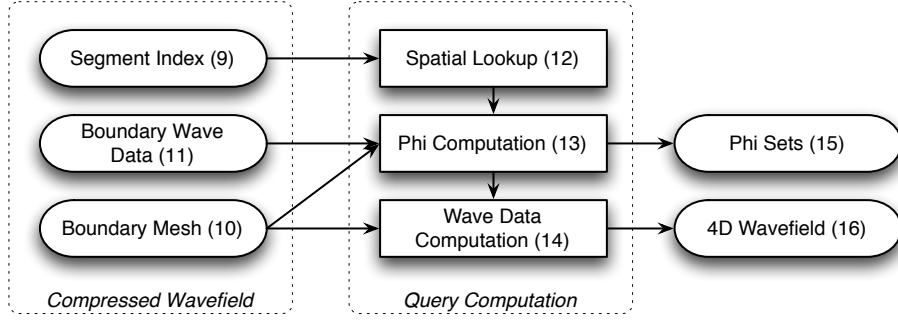 Segment Index (9)
Spatial Lookup (12)
Boundary Wave
Data (11)
Phi Computation (13)
Phi Sets (15)
Boundary Mesh (10)
Wave Data
Computation (14)
4D Wavefield (16)
Compressed Wavefield
Query Computation